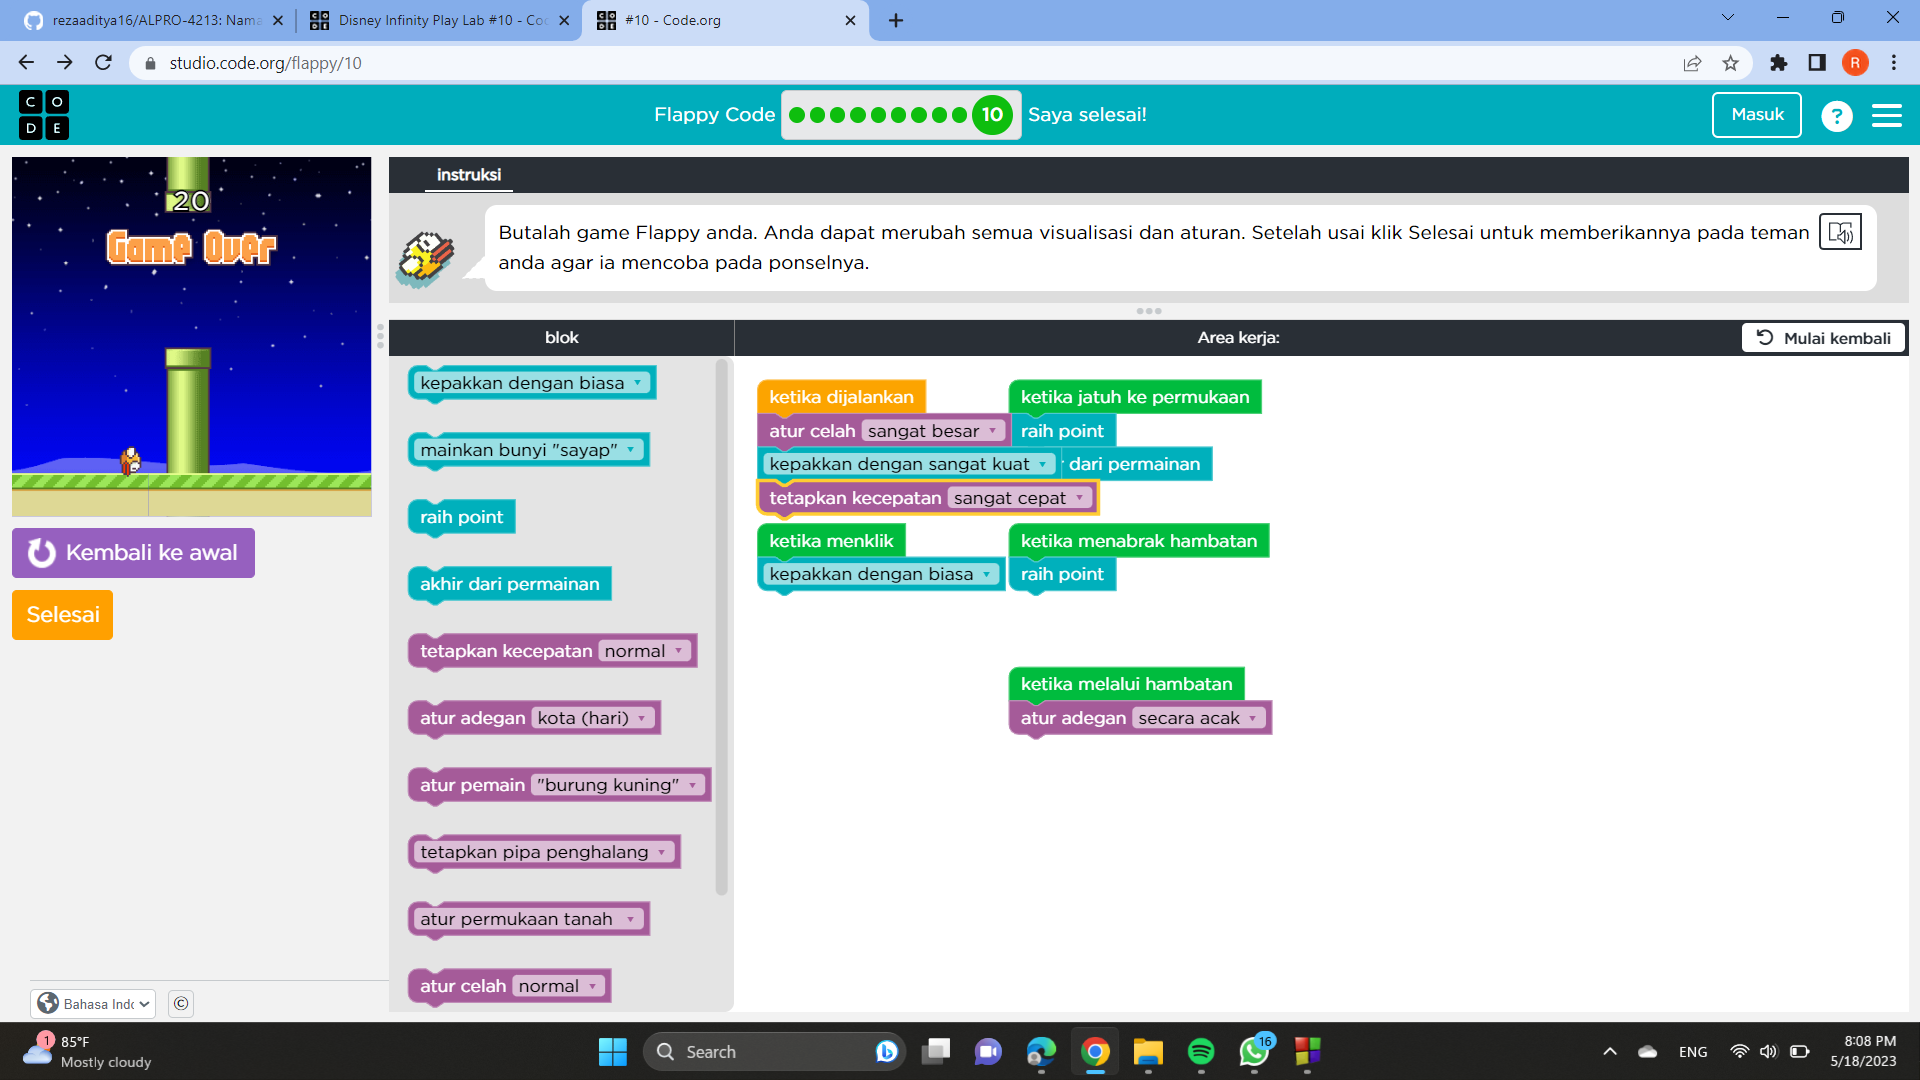 rezaaditya16/ALPRO-4213: Nama
Disney Infinity Play Lab #10 - Co
#10 - Code.org
studio.code.org/flappy/10
R
C O
D E
Flappy Code
10
Saya selesai!
Masuk
?
20
Game Over
Kembali ke awal
Selesai
instruksi
Butalah game Flappy anda. Anda dapat merubah semua visualisasi dan aturan. Setelah usai klik Selesai untuk memberikannya pada teman
anda agar ia mencoba pada ponselnya.
blok
Area kerja:
Mulai kembali
kepakkan dengan biasa
mainkan bunyi "sayap"
raih point
akhir dari permainan
tetapkan kecepatan normal
atur adegan kota (hari)
atur pemain "burung kuning"
tetapkan pipa penghalang
atur permukaan tanah
atur celah normal
ketika dijalankan
atur celah sangat besar
kepakkan dengan sangat kuat
tetapkan kecepatan sangat cepat
ketika jatuh ke permukaan
raih point
dari permainan
ketika menklik
kepakkan dengan biasa
ketika menabrak hambatan
raih point
ketika melalui hambatan
atur adegan secara acak
Bahasa Indo
©
1
85°F
Mostly cloudy
Search
16
ENG
8:08 PM
5/18/2023